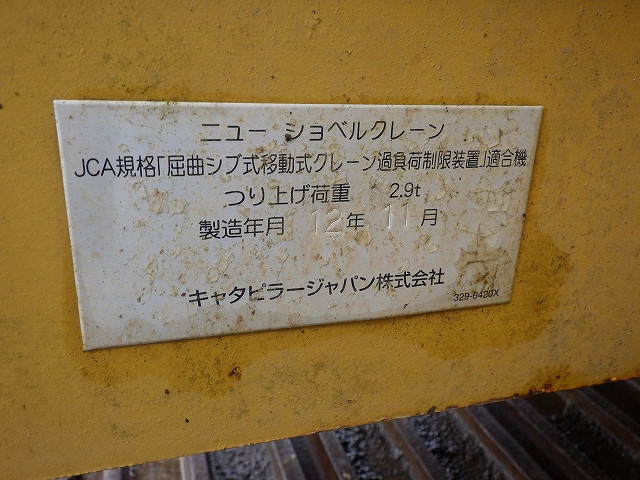 ニュー ショベルクレーン
JCA規格「屈曲ジブ式移動式クレーン過負荷制限装置」適合機
つり上げ荷重 2.9t
製造年月 12年 11月
キャタピラージャパン株式会社
329-6420X